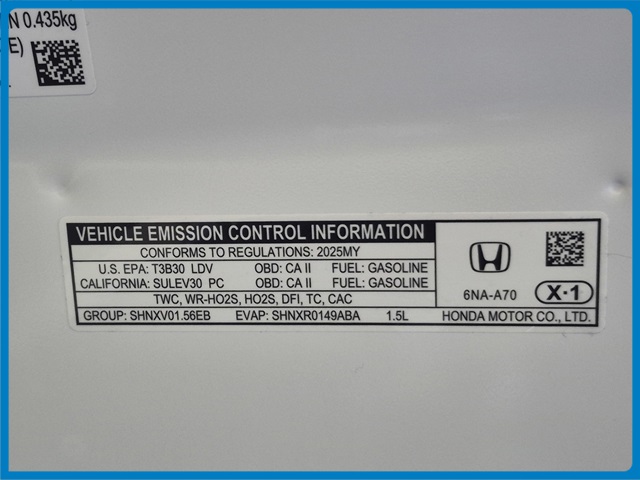 N 0.435kg
E)
VEHICLE EMISSION CONTROL INFORMATION
CONFORMS TO REGULATIONS: 2025MY
U.S. EPA: T3B30 LDV OBD: CA II FUEL: GASOLINE
CALIFORNIA: SULEV30 PC OBD: CA II FUEL: GASOLINE
TWC, WR-HO2S, HO2S, DFI, TC, CAC
GROUP: SHNXV01.56EB EVAP: SHNXR0149ABA 1.5L
6NA-A70 X·1
HONDA MOTOR CO., LTD.